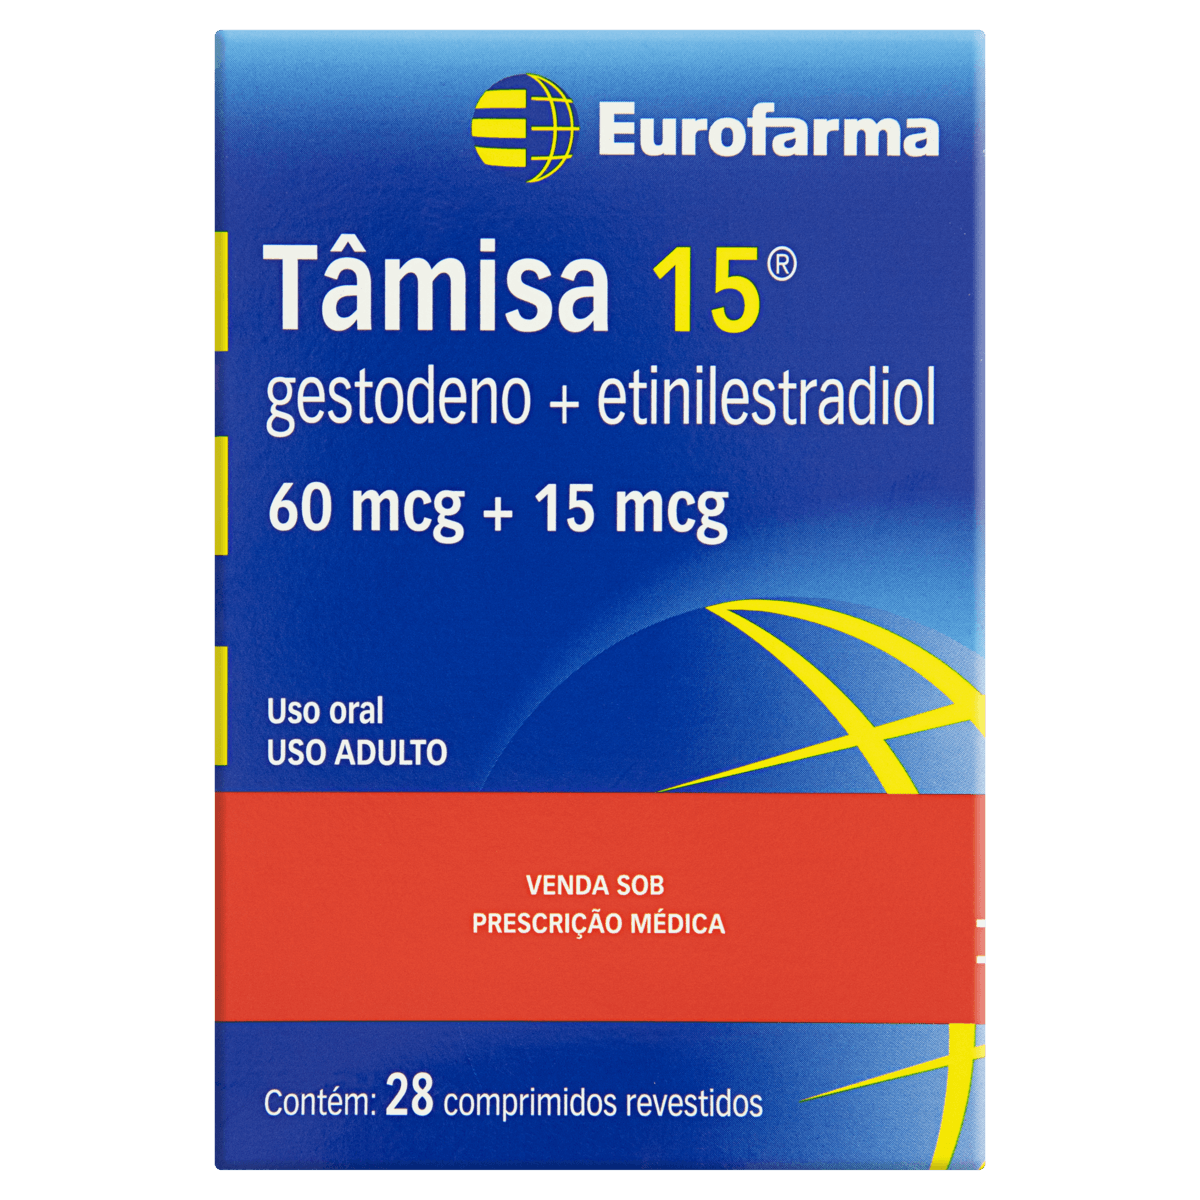 Eurofarma
Tâmisa 15®
gestodeno + etinilestradiol
60 mcg + 15 mcg
Uso oral
USO ADULTO
VENDA SOB
PRESCRIÇÃO MÉDICA
Contém: 28 comprimidos revestidos